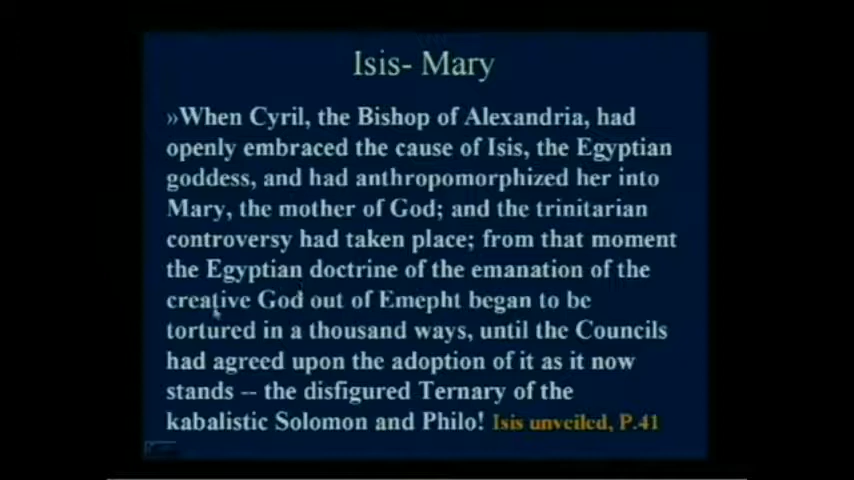 Isis- Mary
»When Cyril, the Bishop of Alexandria, had
openly embraced the cause of Isis, the Egyptian
goddess, and had anthropomorphized her into
Mary, the mother of God; and the trinitarian
controversy had taken place; from that moment
the Egyptian doctrine of the emanation of the
creative God out of Emepht began to be
tortured in a thousand ways, until the Councils
had agreed upon the adoption of it as it now
stands -- the disfigured Ternary of the
kabalistic Solomon and Philo! Isis unveiled, P.41